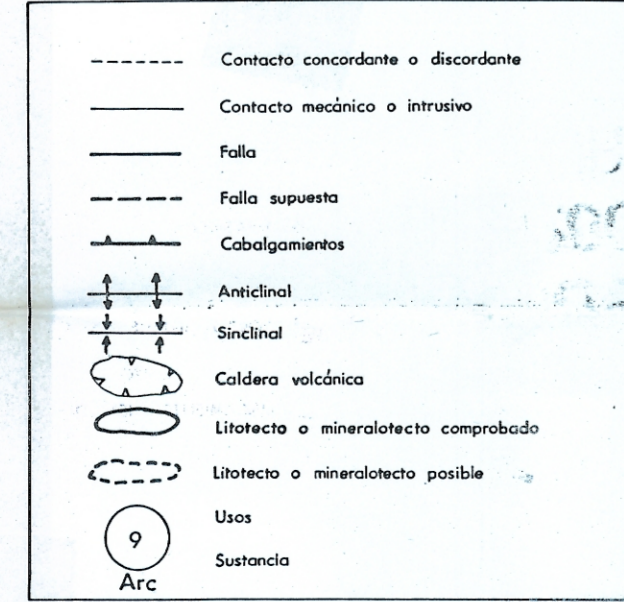 Contacto concordante o discordante
Contacto mecánico o intrusivo
Falla
Falla supuesta
Cabalgamientos
Anticlinal
Sinclinal
Caldera volcánica
Litotecto o mineralotecto comprobado
Litotecto o mineralotecto posible
Usos
9
Sustancia
Arc